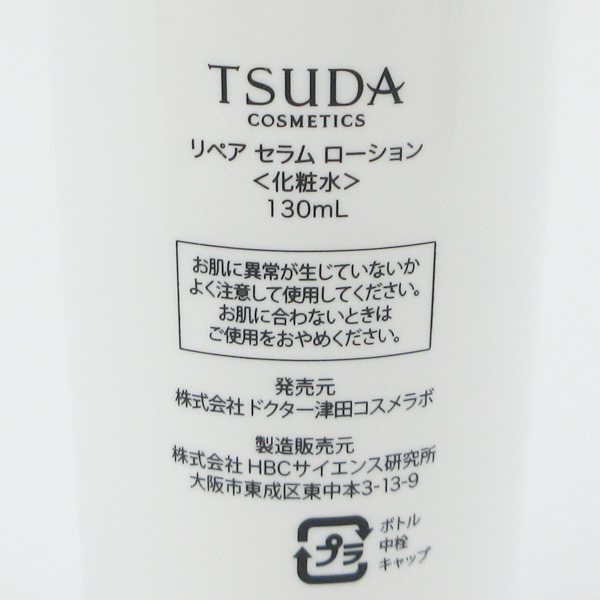 TSUDA
COSMETICS
リペア セラム ローション
<化粧水>
130mL
お肌に異常が生じていないか
よく注意して使用してください。
お肌に合わないときは
ご使用をおやめください。
発売元
株式会社ドクター津田コスメラボ
製造販売元
株式会社HBCサイエンス研究所
大阪市東成区東中本3-13-9
プラ
ボトル
中栓
キャップ